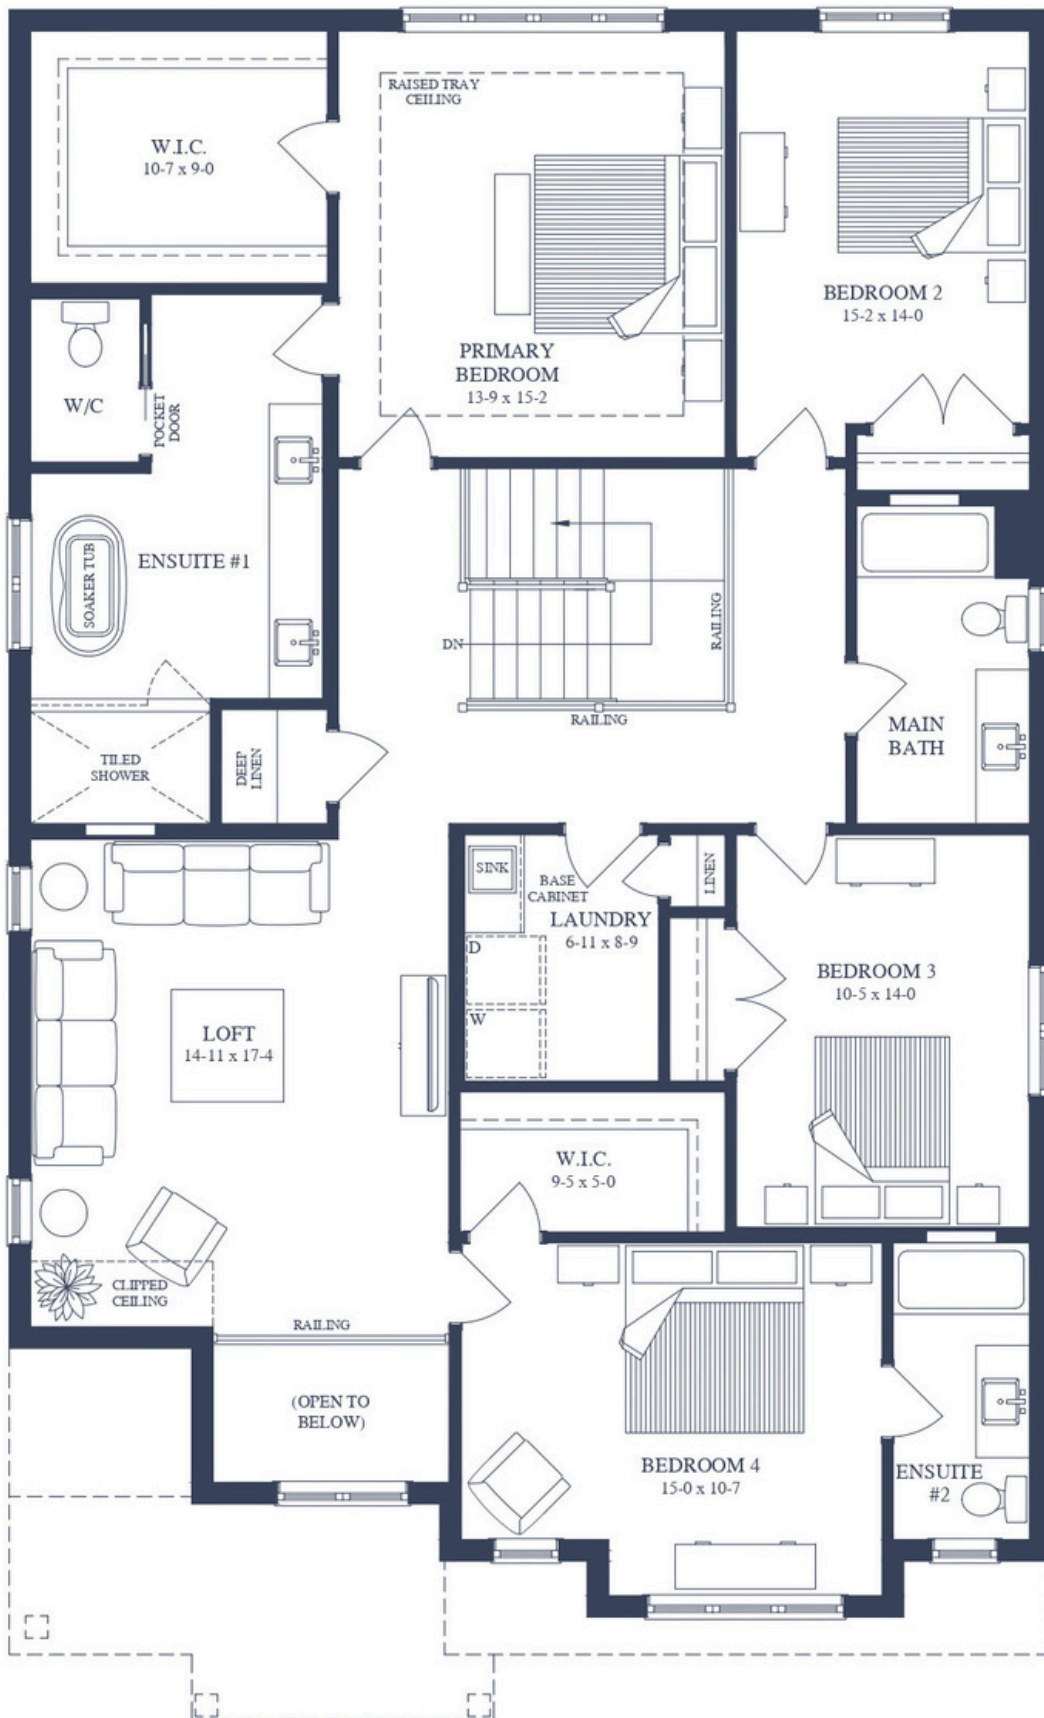 RAISED TRAY
CEILING
W.I.C.
10-7 x 9-0
BEDROOM 2
15-2 x 14-0
PRIMARY
BEDROOM
13-9 x 15-2
W/C
POCKET
DOOR
ENSUITE #1
SOAKER TUB
DN
RAILING
RAILING
MAIN
BATH
TILED
SHOWER
DEEP
LINEN
SINK
BASE
CABINET
LINEN
LAUNDRY
6-11 x 8-9
D
W
BEDROOM 3
10-5 x 14-0
LOFT
14-11 x 17-4
W.I.C.
9-5 x 5-0
CLIPPED
CEILING
RAILING
(OPEN TO
BELOW)
BEDROOM 4
15-0 x 10-7
ENSUITE
#2